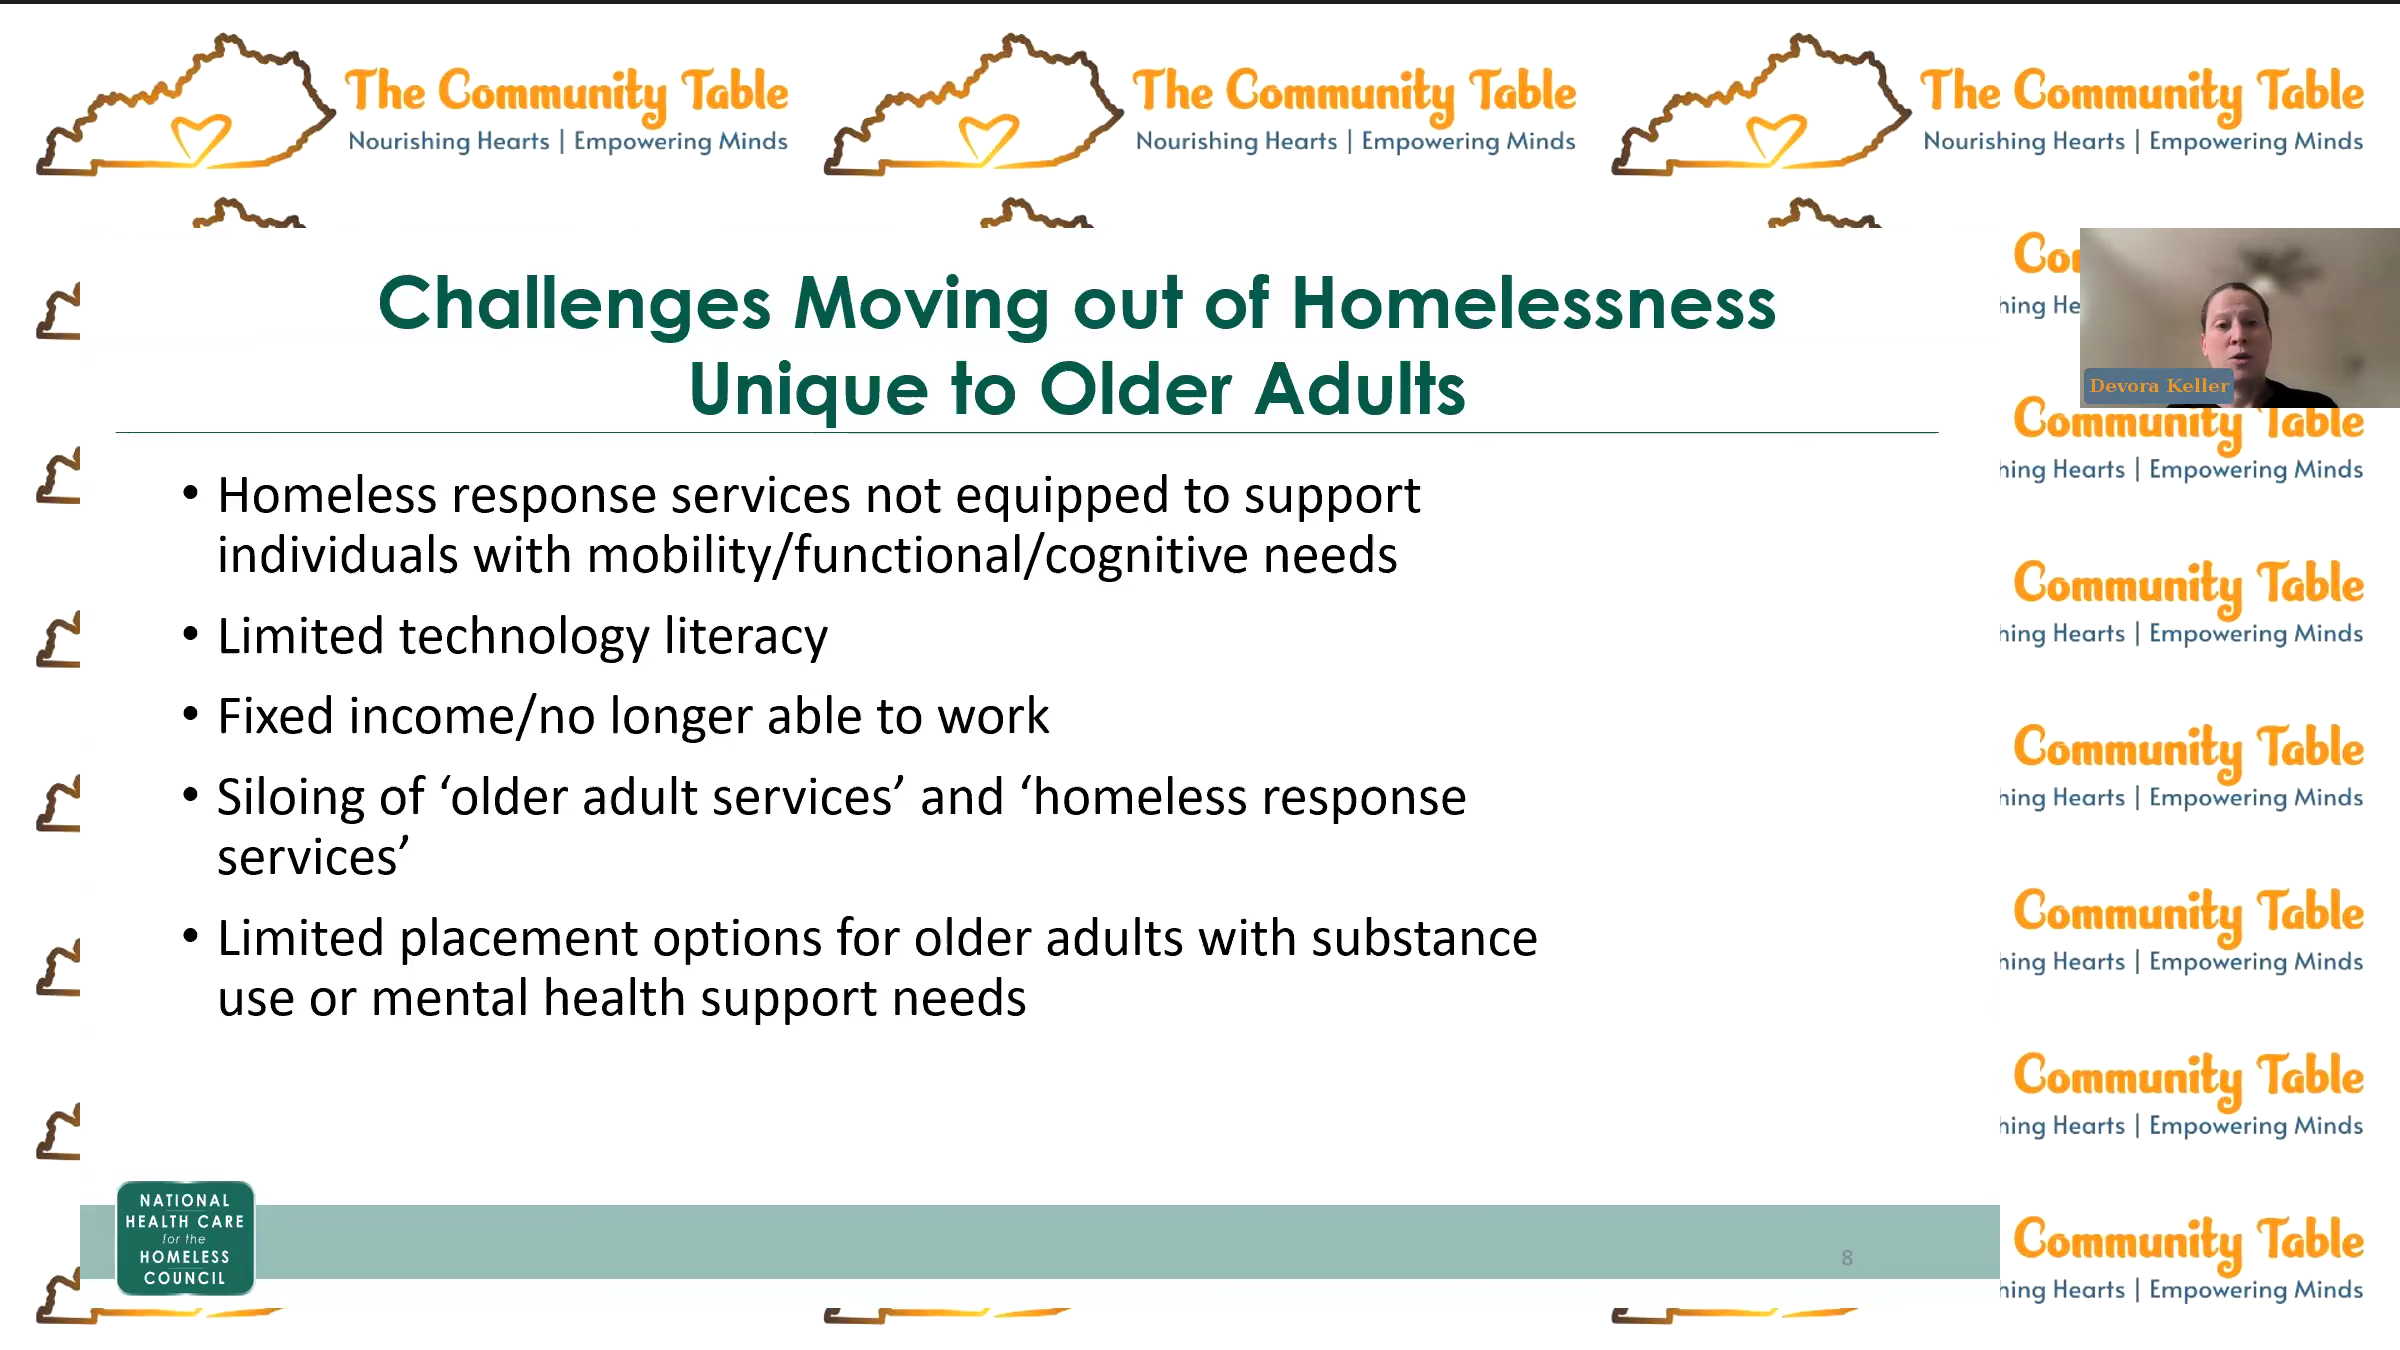 The Community Table The Community Table The Community Table
Nourishing Hearts | Empowering Minds Nourishing Hearts | Empowering Minds Nourishing Hearts | Empowering Minds
Challenges Moving out of Homelessness
Unique to Older Adults
• Homeless response services not equipped to support
individuals with mobility/functional/cognitive needs
• Limited technology literacy
• Fixed income/no longer able to work
• Siloing of ‘older adult services’ and ‘homeless response
services’
• Limited placement options for older adults with substance
use or mental health support needs
NATIONAL
HEALTH CARE
for the
HOMELESS
COUNCIL
8
Devora Keller
Community Table
Hearts | Empowering Minds
Community Table
Hearts | Empowering Minds
Community Table
Hearts | Empowering Minds
Community Table
Hearts | Empowering Minds
Community Table
Hearts | Empowering Minds
Community Table
Hearts | Empowering Minds